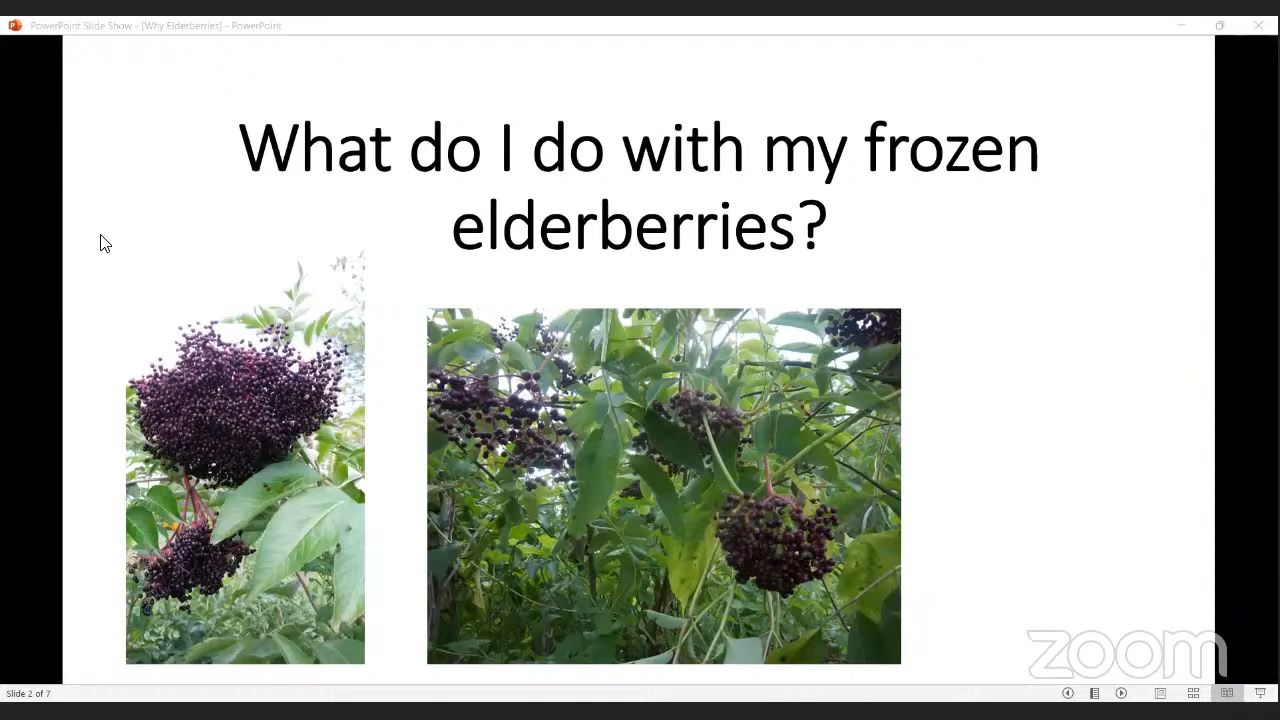 PowerPoint Slide Show - [Why Elderberries] - PowerPoint
What do I do with my frozen
elderberries?
zoom
Slide 2 of 7